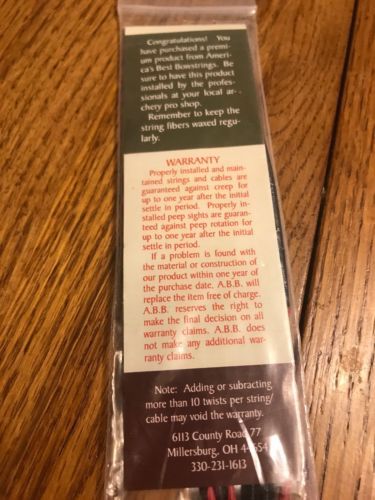 Congratulations! You
have purchased a premi-
um product from Ameri-
ca's Best Bowstrings. Be
sure to have this product
installed by the profes-
sionals at your local ar-
chery pro shop.
Remember to keep the
string fibers waxed regu-
larly.
WARRANTY
Properly installed and main-
tained strings and cables are
guaranteed against creep for
up to one year after the initial
settle in period. Properly in-
stalled peep sights are guaran-
teed against peep rotation for
up to one year after the initial
settle in period.
If a problem is found with
the material or construction of
our product within one year of
the purchase date, A.B.B. will
replace the item free of charge.
A.B.B. reserves the right to
make the final decision on all
warranty claims. A.B.B. does
not make any additional war-
ranty claims.
Note: Adding or subtracting
more than 10 twists per string/
cable may void the warranty.
6113 County Road 77
Millersburg, OH 44654
330-231-1613